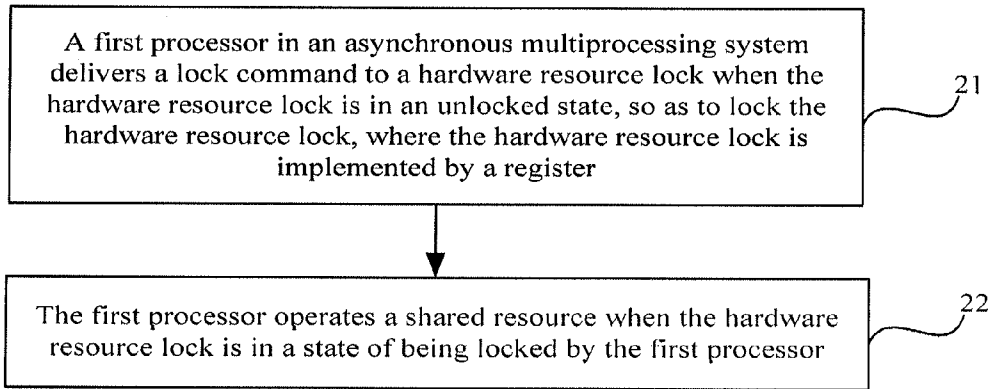 A first processor in an asynchronous multiprocessing system
delivers a lock command to a hardware resource lock when the
hardware resource lock is in an unlocked state, so as to lock the
hardware resource lock, where the hardware resource lock is
implemented by a register
21
The first processor operates a shared resource when the hardware
resource lock is in a state of being locked by the first processor
22